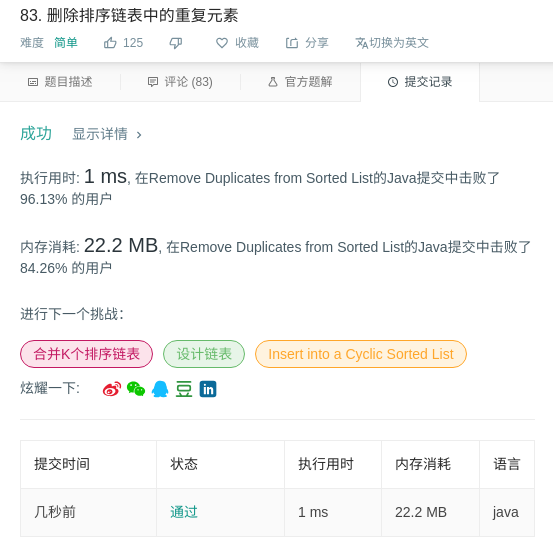 83. 删除排序链表中的重复元素
难度 简单 125 收藏 分享 切换为英文
题目描述 评论 (83) 官方题解 提交记录
成功 显示详情 >
执行用时: 1 ms, 在Remove Duplicates from Sorted List的Java提交中击败了
96.13% 的用户
内存消耗: 22.2 MB, 在Remove Duplicates from Sorted List的Java提交中击败了
84.26% 的用户
进行下一个挑战:
合并K个排序链表 设计链表 Insert into a Cyclic Sorted List
炫耀一下: 豆 in
提交时间 状态 执行用时 内存消耗 语言
几秒前 通过 1 ms 22.2 MB java